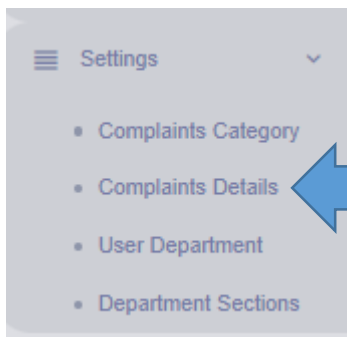 Settings
Complaints Category
Complaints Details
User Department
Department Sections